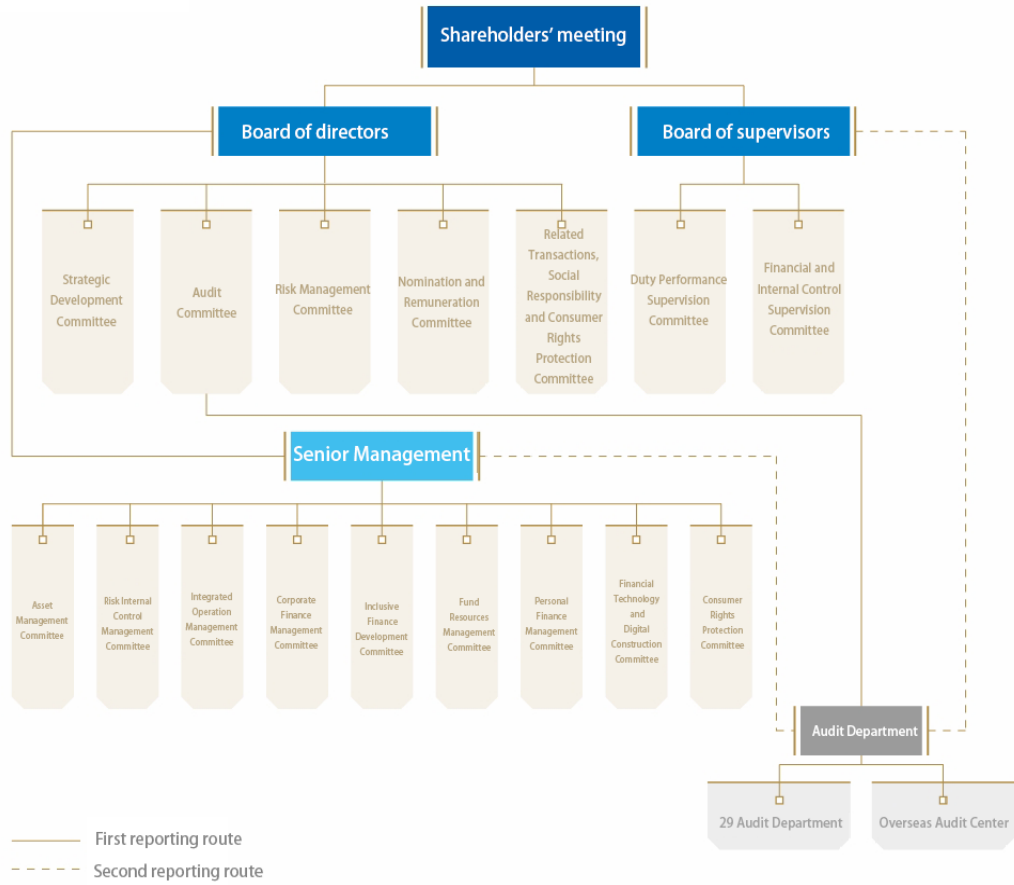 Shareholders' meeting
Board of directors
Board of supervisors
Strategic
Development
Committee
Audit
Committee
Risk Management
Committee
Nomination and
Remuneration
Committee
Related
Transactions,
Social
Responsibility
and Consumer
Rights
Protection
Committee
Duty Performance
Supervision
Committee
Financial and
Internal Control
Supervision
Committee
Senior Management
Asset
Management
Committee
Risk Internal
Control
Management
Committee
Integrated
Operation
Management
Committee
Corporate
Finance
Management
Committee
Inclusive
Finance
Development
Committee
Fund
Resources
Management
Committee
Personal
Finance
Management
Committee
Financial
Technology
and
Digital
Construction
Committee
Consumer
Rights
Protection
Committee
Audit Department
29 Audit Department
Overseas Audit Center
First reporting route
Second reporting route